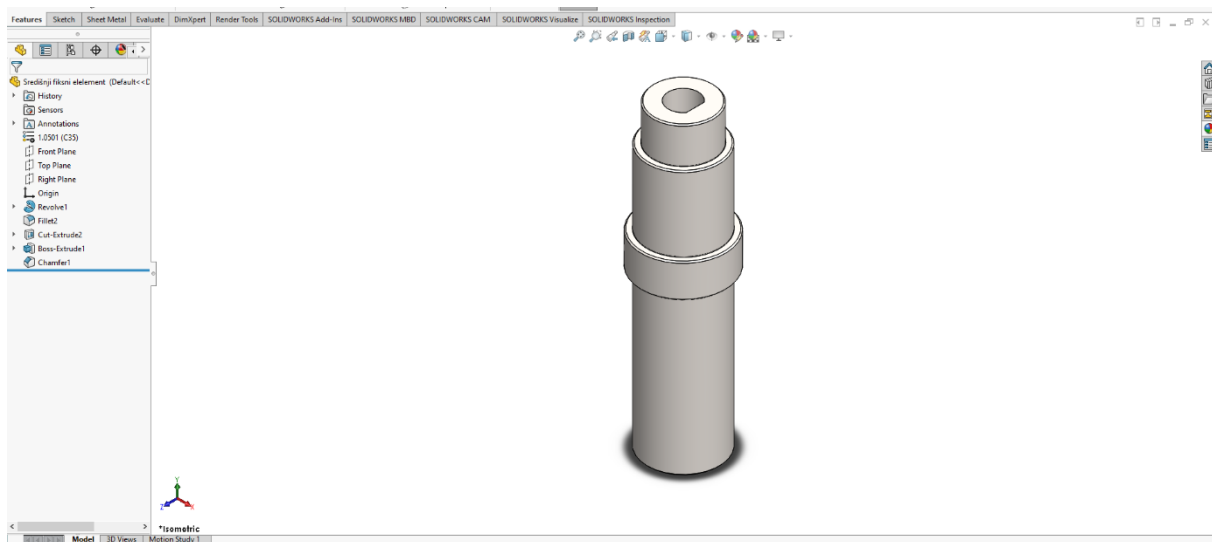 Features Sketch Sheet Metal Evaluate DimXpert Render Tools SOLIDWORKS Add-Ins SOLIDWORKS MBD SOLIDWORKS CAM SOLIDWORKS Visualize SOLIDWORKS Inspection
Središnji fiksni elelement (Default<<D
History
Sensors
A Annotations
1.0501 (C35)
Front Plane
Top Plane
Right Plane
Origin
Revolve1
Fillet2
Cut-Extrude2
Boss-Extrude1
Chamfer1
Y
Z X
*Isometric
Model 3D Views Motion Study 1